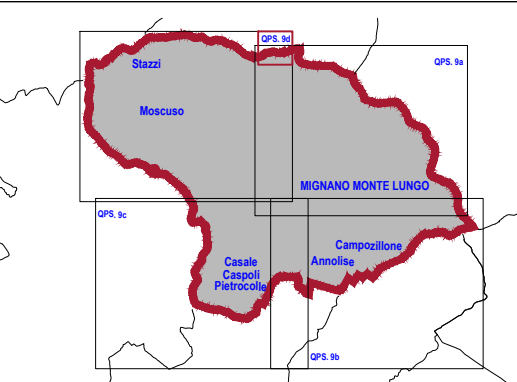 QPS. 9d
Stazzi
QPS. 9a
Moscuso
MIGNANO MONTE LUNGO
QPS. 9c
Campozillone
Casale
Annolise
Caspoli
Pietrocolle
QPS. 9b